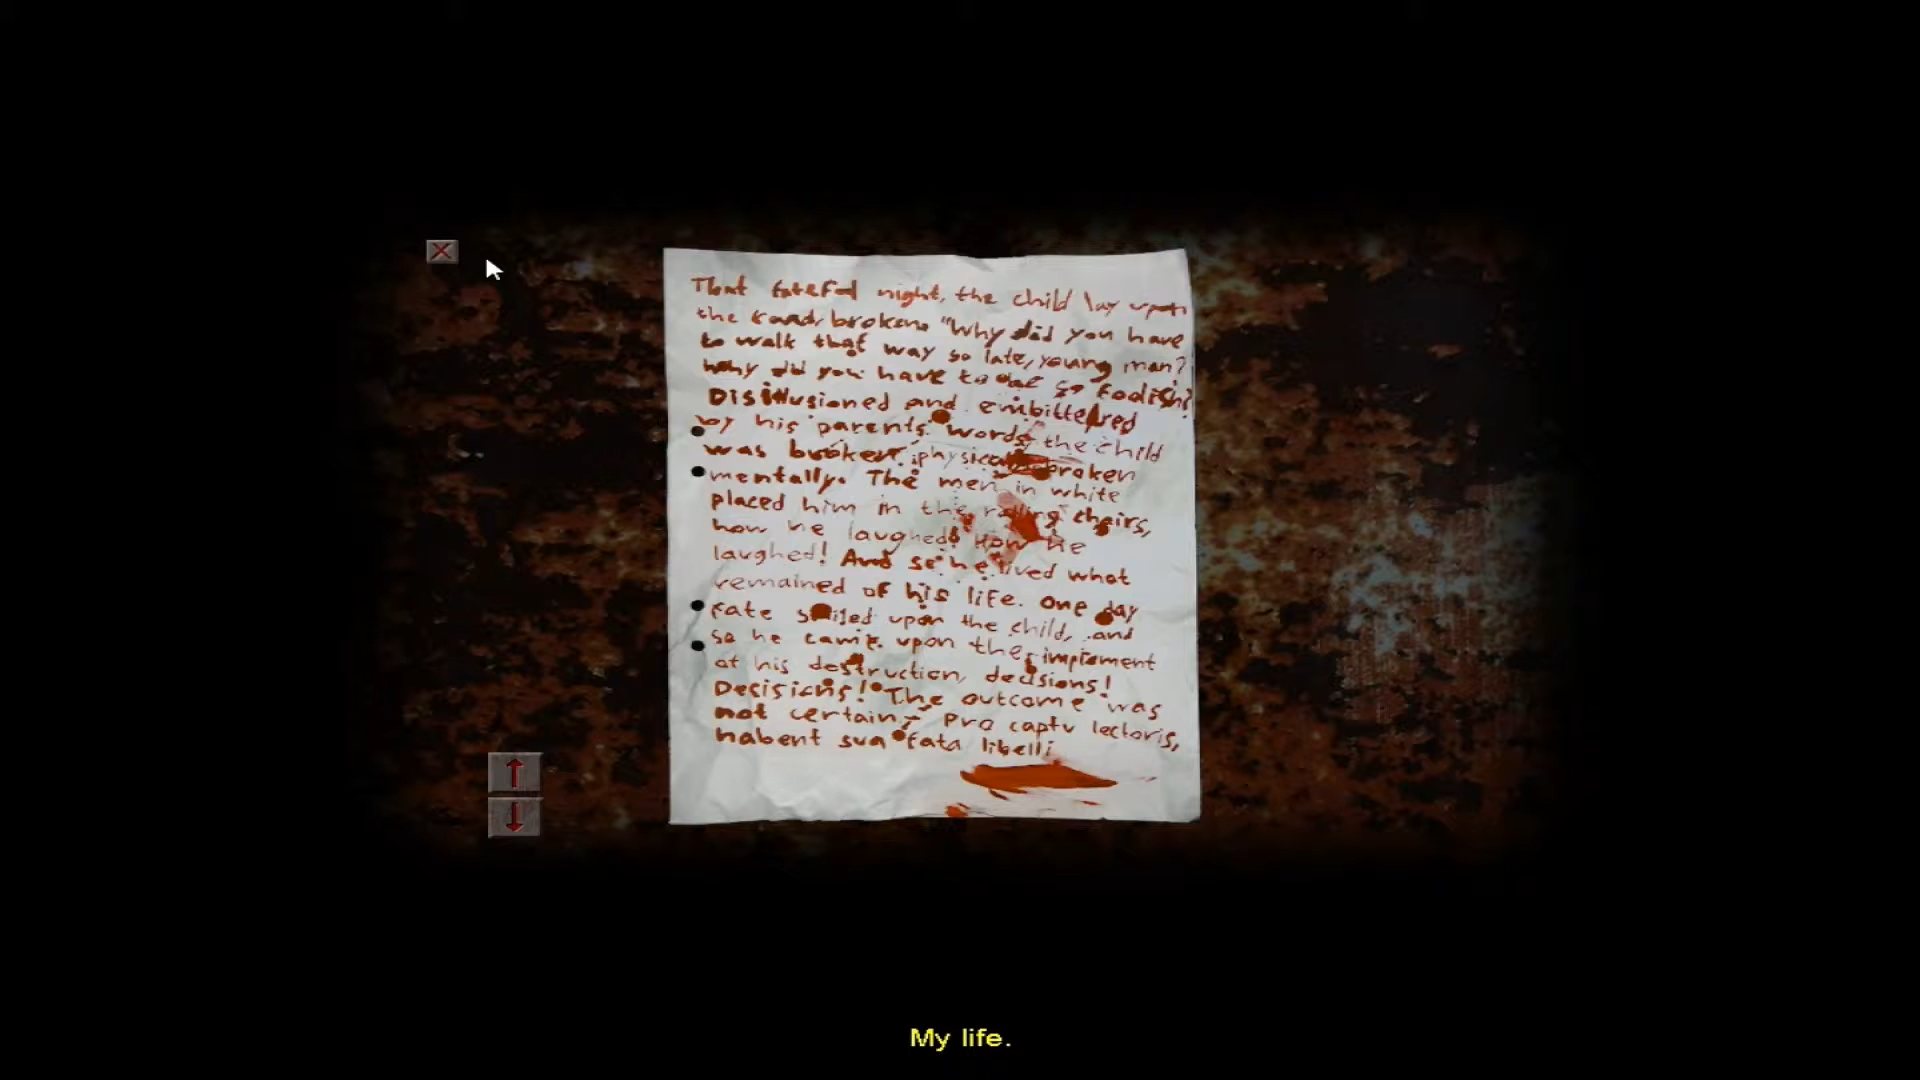 That fateful night, the child lay upon
the road, broken. "Why did you have
to walk that way so late, young man?
Why did you have to be so foolish?
Disillusioned and embittered
by his parents words the child
was broken, physically broken
mentally. The men in white
placed him in the rolling chairs,
how he laughed! How he
laughed! And so he lived what
remained of his life. One day
fate smiled upon the child, and
so he came upon the implement
of his destruction, decisions!
Decisions! The outcome was
not certain - pro captu lectoris,
habent sua fata libelli
My life.